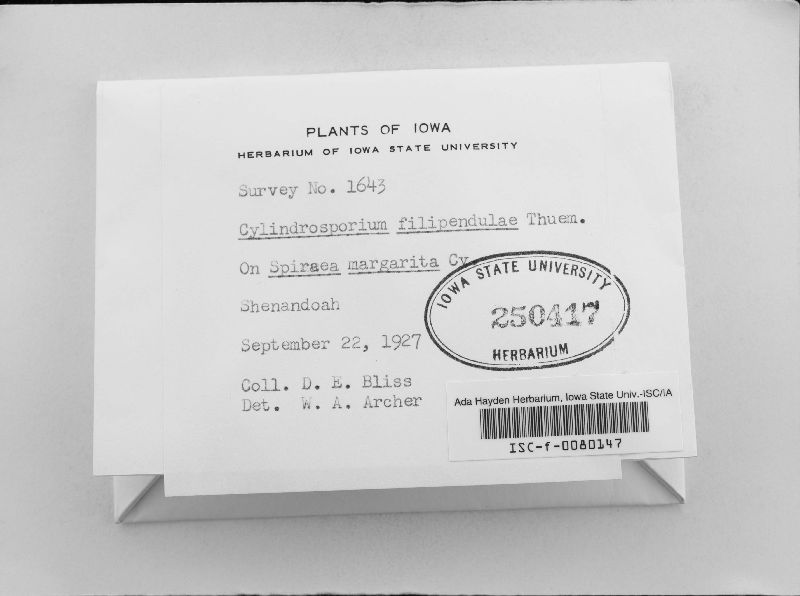 PLANTS OF IOWA
HERBARIUM OF IOWA STATE UNIVERSITY
Survey No. 1643
Cylindrosporium filipendulae Thuem.
On Spiraea margarita Cy
Shenandoah
September 22, 1927
Coll. D. E. Bliss
Det. W. A. Archer
IOWA STATE UNIVERSITY
250417
HERBARIUM
Ada Hayden Herbarium, Iowa State Univ.-ISC/IA
ISC-f-0080147